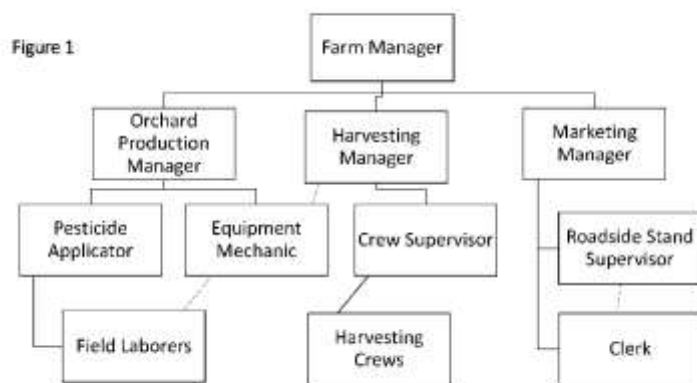 Figure 1
Farm Manager
Orchard
Production
Manager
Harvesting
Manager
Marketing
Manager
Pesticide
Applicator
Equipment
Mechanic
Crew Supervisor
Roadside Stand
Supervisor
Field Laborers
Harvesting
Crews
Clerk